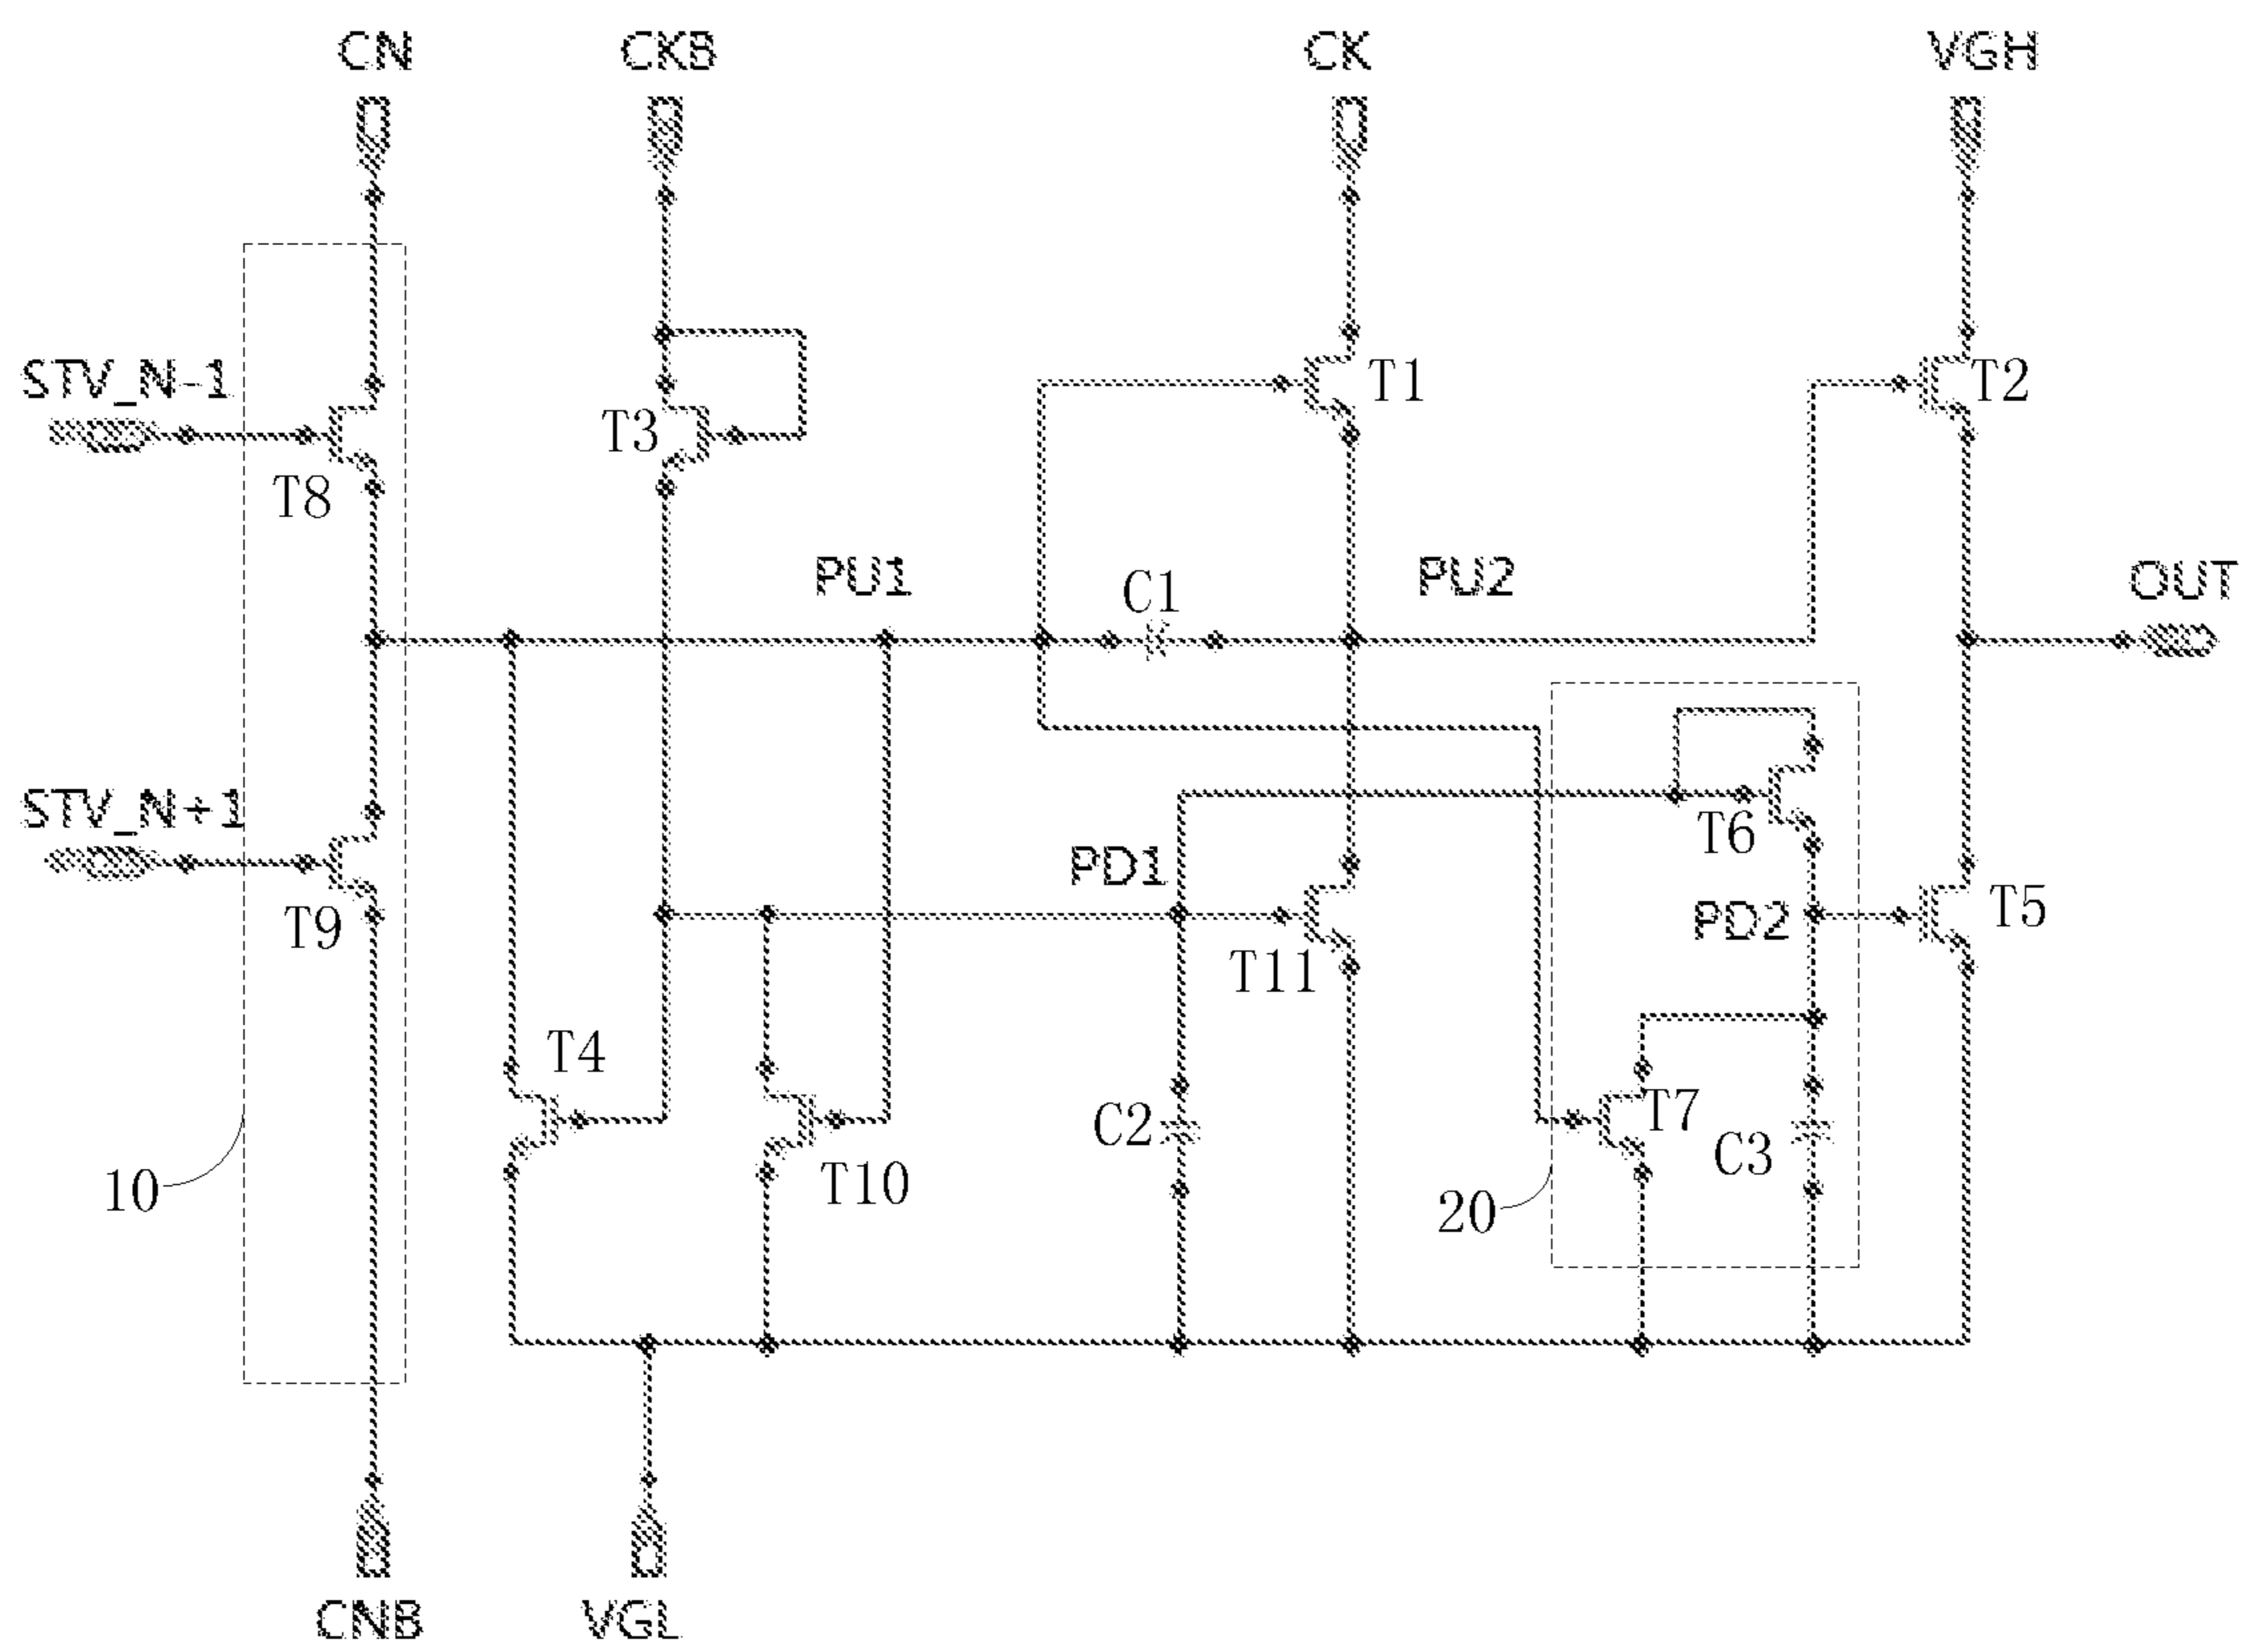 CN
CKB
CK
VGH
STV_N-1
T8
T3
T1
T2
PU1
C1
PU2
OUT
STV_N+1
T9
PD1
T11
T6
PD2
T5
T4
T10
C2
T7
C3
10
20
CNB
VGL